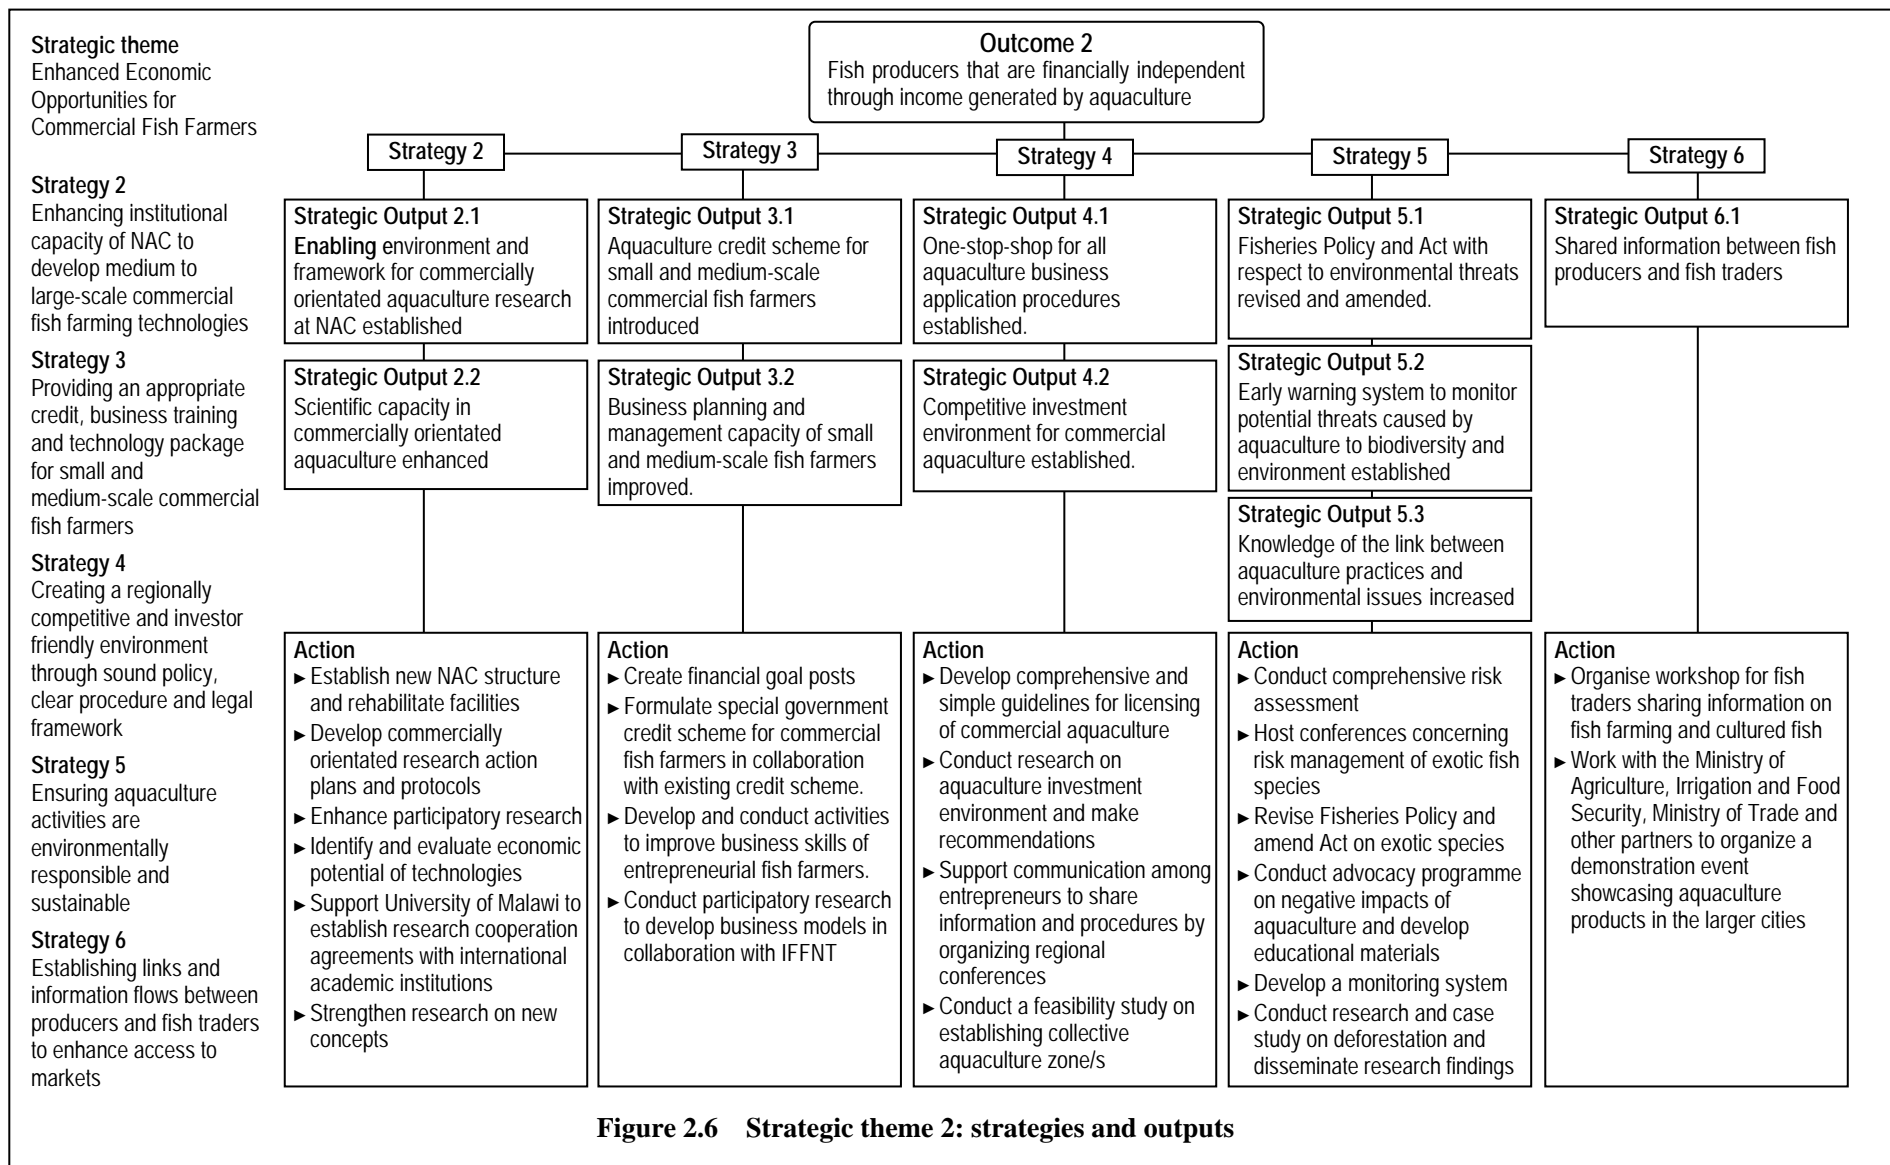 Strategic theme
Enhanced Economic
Opportunities for
Commercial Fish Farmers
Outcome 2
Fish producers that are financially independent
through income generated by aquaculture
Strategy 2
Strategy 3
Strategy 4
Strategy 5
Strategy 6
Strategy 2
Enhancing institutional
capacity of NAC to
develop medium to
large-scale commercial
fish farming technologies
Strategy 3
Providing an appropriate
credit, business training
and technology package
for small and
medium-scale commercial
fish farmers
Strategy 4
Creating a regionally
competitive and investor
friendly environment
through sound policy,
clear procedure and legal
framework
Strategy 5
Ensuring aquaculture
activities are
environmentally
responsible and
sustainable
Strategy 6
Establishing links and
information flows between
producers and fish traders
to enhance access to
markets
Strategic Output 2.1
Enabling environment and
framework for commercially
orientated aquaculture research
at NAC established
Strategic Output 2.2
Scientific capacity in
commercially orientated
aquaculture enhanced
Action
►Establish new NAC structure
and rehabilitate facilities
►Develop commercially
orientated research action
plans and protocols
►Enhance participatory research
►Identify and evaluate economic
potential of technologies
►Support University of Malawi to
establish research cooperation
agreements with international
academic institutions
►Strengthen research on new
concepts
Strategic Output 3.1
Aquaculture credit scheme for
small and medium-scale
commercial fish farmers
introduced
Strategic Output 3.2
Business planning and
management capacity of small
and medium-scale fish farmers
improved.
Action
►Create financial goal posts
►Formulate special government
credit scheme for commercial
fish farmers in collaboration
with existing credit scheme.
►Develop and conduct activities
to improve business skills of
entrepreneurial fish farmers.
►Conduct participatory research
to develop business models in
collaboration with IFFNT
Strategic Output 4.1
One-stop-shop for all
aquaculture business
application procedures
established.
Strategic Output 4.2
Competitive investment
environment for commercial
aquaculture established.
Action
►Develop comprehensive and
simple guidelines for licensing
of commercial aquaculture
►Conduct research on
aquaculture investment
environment and make
recommendations
►Support communication among
entrepreneurs to share
information and procedures by
organizing regional
conferences
►Conduct a feasibility study on
establishing collective
aquaculture zone/s
Strategic Output 5.1
Fisheries Policy and Act with
respect to environmental threats
revised and amended.
Strategic Output 5.2
Early warning system to monitor
potential threats caused by
aquaculture to biodiversity and
environment established
Strategic Output 5.3
Knowledge of the link between
aquaculture practices and
environmental issues increased
Action
►Conduct comprehensive risk
assessment
►Host conferences concerning
risk management of exotic fish
species
►Revise Fisheries Policy and
amend Act on exotic species
►Conduct advocacy programme
on negative impacts of
aquaculture and develop
educational materials
►Develop a monitoring system
►Conduct research and case
study on deforestation and
disseminate research findings
Strategic Output 6.1
Shared information between fish
producers and fish traders
Action
►Organise workshop for fish
traders sharing information on
fish farming and cultured fish
►Work with the Ministry of
Agriculture, Irrigation and Food
Security, Ministry of Trade and
other partners to organize a
demonstration event
showcasing aquaculture
products in the larger cities
Figure 2.6 Strategic theme 2: strategies and outputs